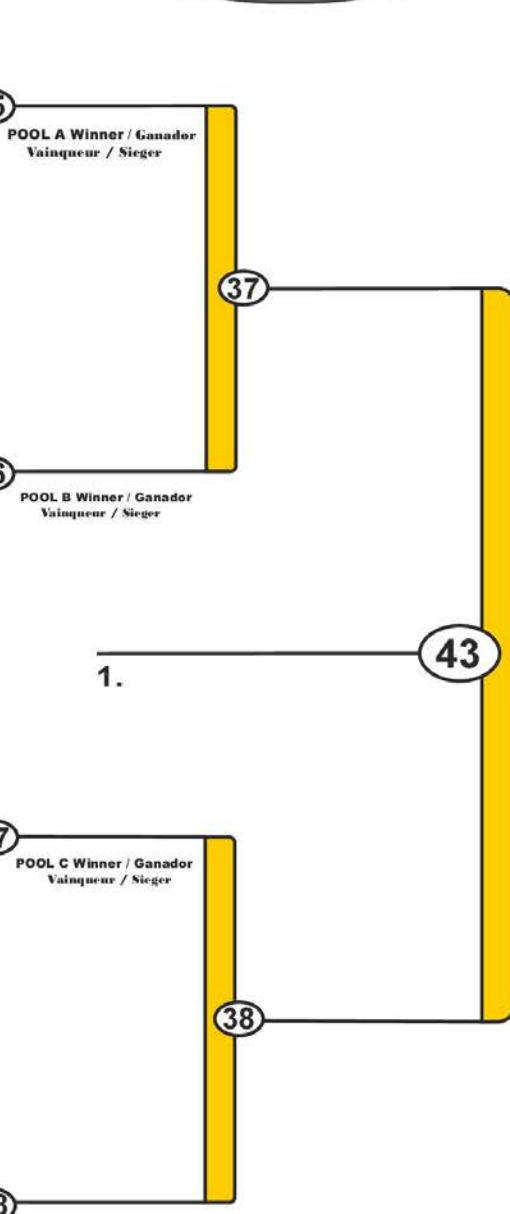 POOL A Winner / Ganador
Vainqueur / Sieger
37
POOL B Winner / Ganador
Vainqueur / Sieger
43
1.
POOL C Winner / Ganador
Vainqueur / Sieger
38